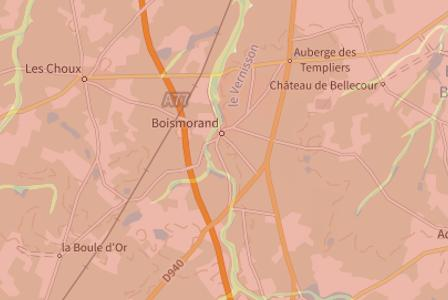 Auberge des
Templiers
le Vernisson
Les Choux
Château de Bellecour
A77
Boismorand
la Boule d'Or
D940